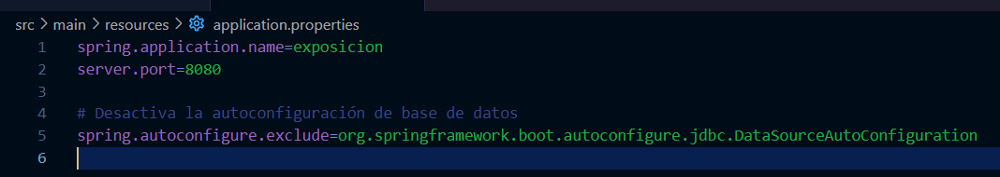 src > main > resources > application.properties
1 spring.application.name=exposicion
2 server.port=8080
3
4 # Desactiva la autoconfiguración de base de datos
5 spring.autoconfigure.exclude=org.springframework.boot.autoconfigure.jdbc.DataSourceAutoConfiguration
6